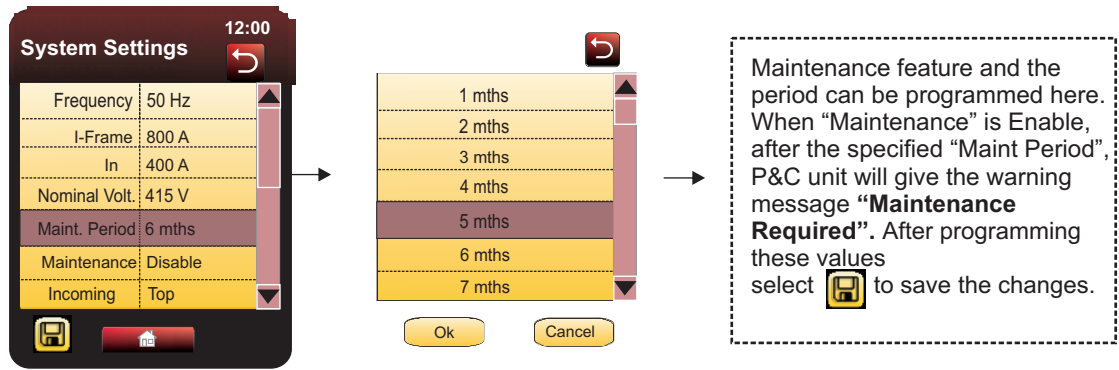 12:00
System Settings
Frequency 50 Hz
I-Frame 800 A
In 400 A
Nominal Volt. 415 V
Maint. Period 6 mths
Maintenance Disable
Incoming Top
1 mths
2 mths
3 mths
4 mths
5 mths
6 mths
7 mths
Ok Cancel
Maintenance feature and the
period can be programmed here.
When “Maintenance” is Enable,
after the specified “Maint Period”,
P&C unit will give the warning
message “Maintenance
Required”. After programming
these values
select to save the changes.